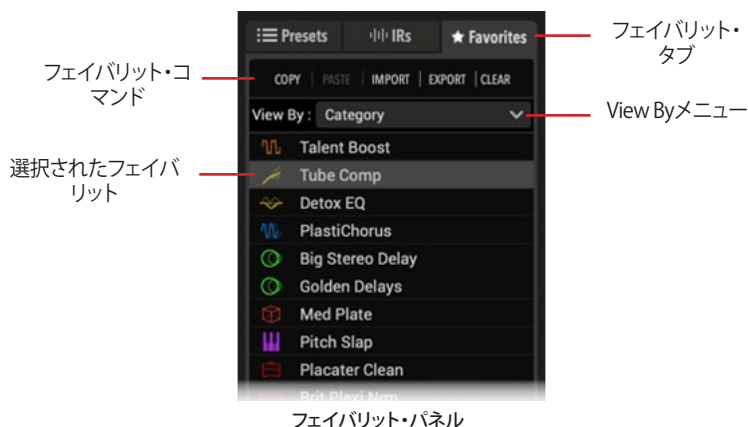 Presets
IRs
Favorites
フェイバリット・
タブ
フェイバリット・コ
マンド
COPY | PASTE | IMPORT | EXPORT | CLEAR
View By : Category
View Byメニュー
Talent Boost
選択されたフェイバ
リット
Tube Comp
Detox EQ
PlastiChorus
Big Stereo Delay
Golden Delays
Med Plate
Pitch Slap
Placater Clean
Brit Plexi Nrm
フェイバリット・パネル